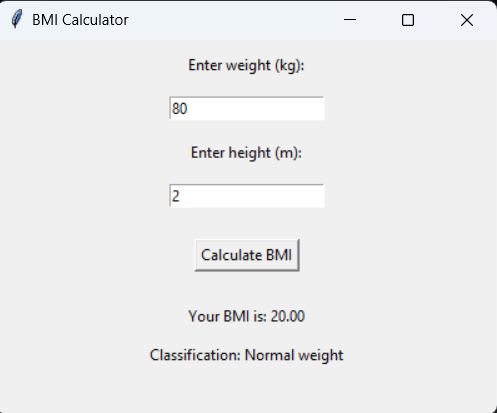 BMI Calculator
Enter weight (kg):
80
Enter height (m):
2
Calculate BMI
Your BMI is: 20.00
Classification: Normal weight